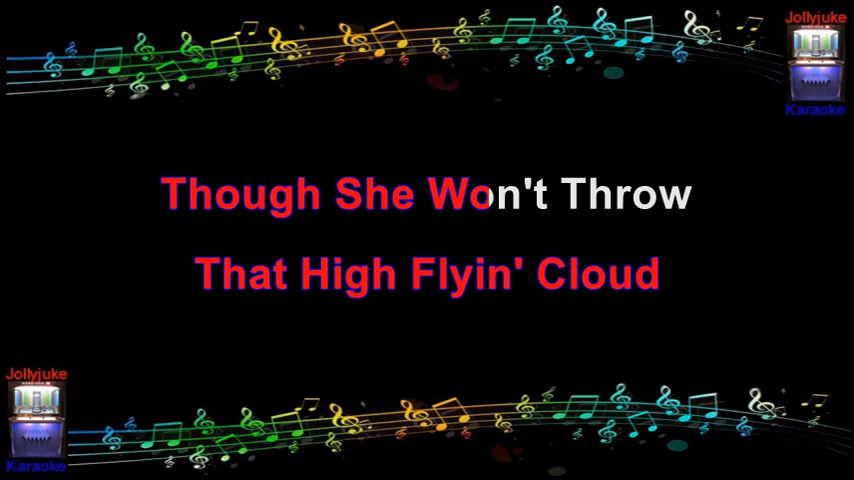 Jollyjuke
Karaoke
Though She Won't Throw
That High Flyin' Cloud
Jollyjuke
Karaoke